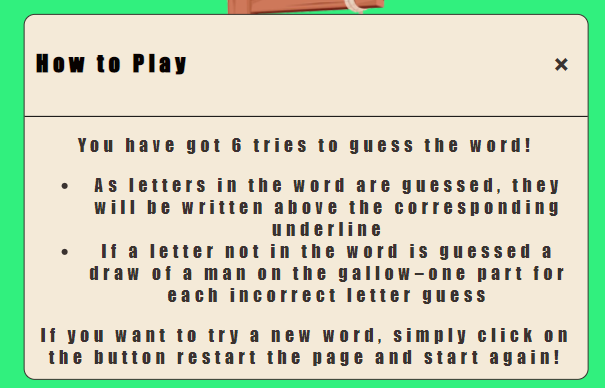 How to Play ×
You have got 6 tries to guess the word!
• As letters in the word are guessed, they
will be written above the corresponding
underline
• If a letter not in the word is guessed a
draw of a man on the gallow–one part for
each incorrect letter guess
If you want to try a new word, simply click on
the button restart the page and start again!